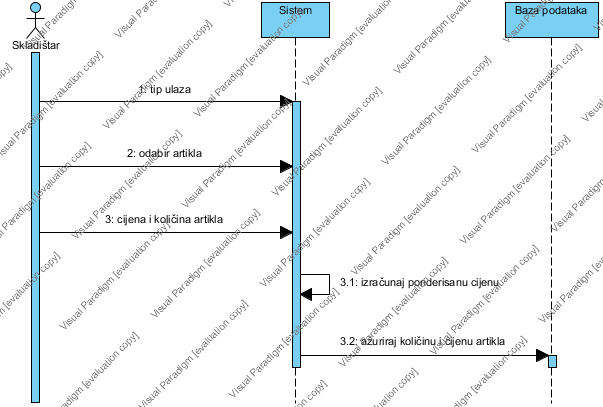 Sistem
Baza podataka
Skladištar
1: tip ulaza
2: odabir artikla
3: cijena i količina artikla
3.1: izračunaj ponderisanu cijenu
3.2: ažuriraj količinu i cijenu artikla
Visual Paradigm [evaluation copy]